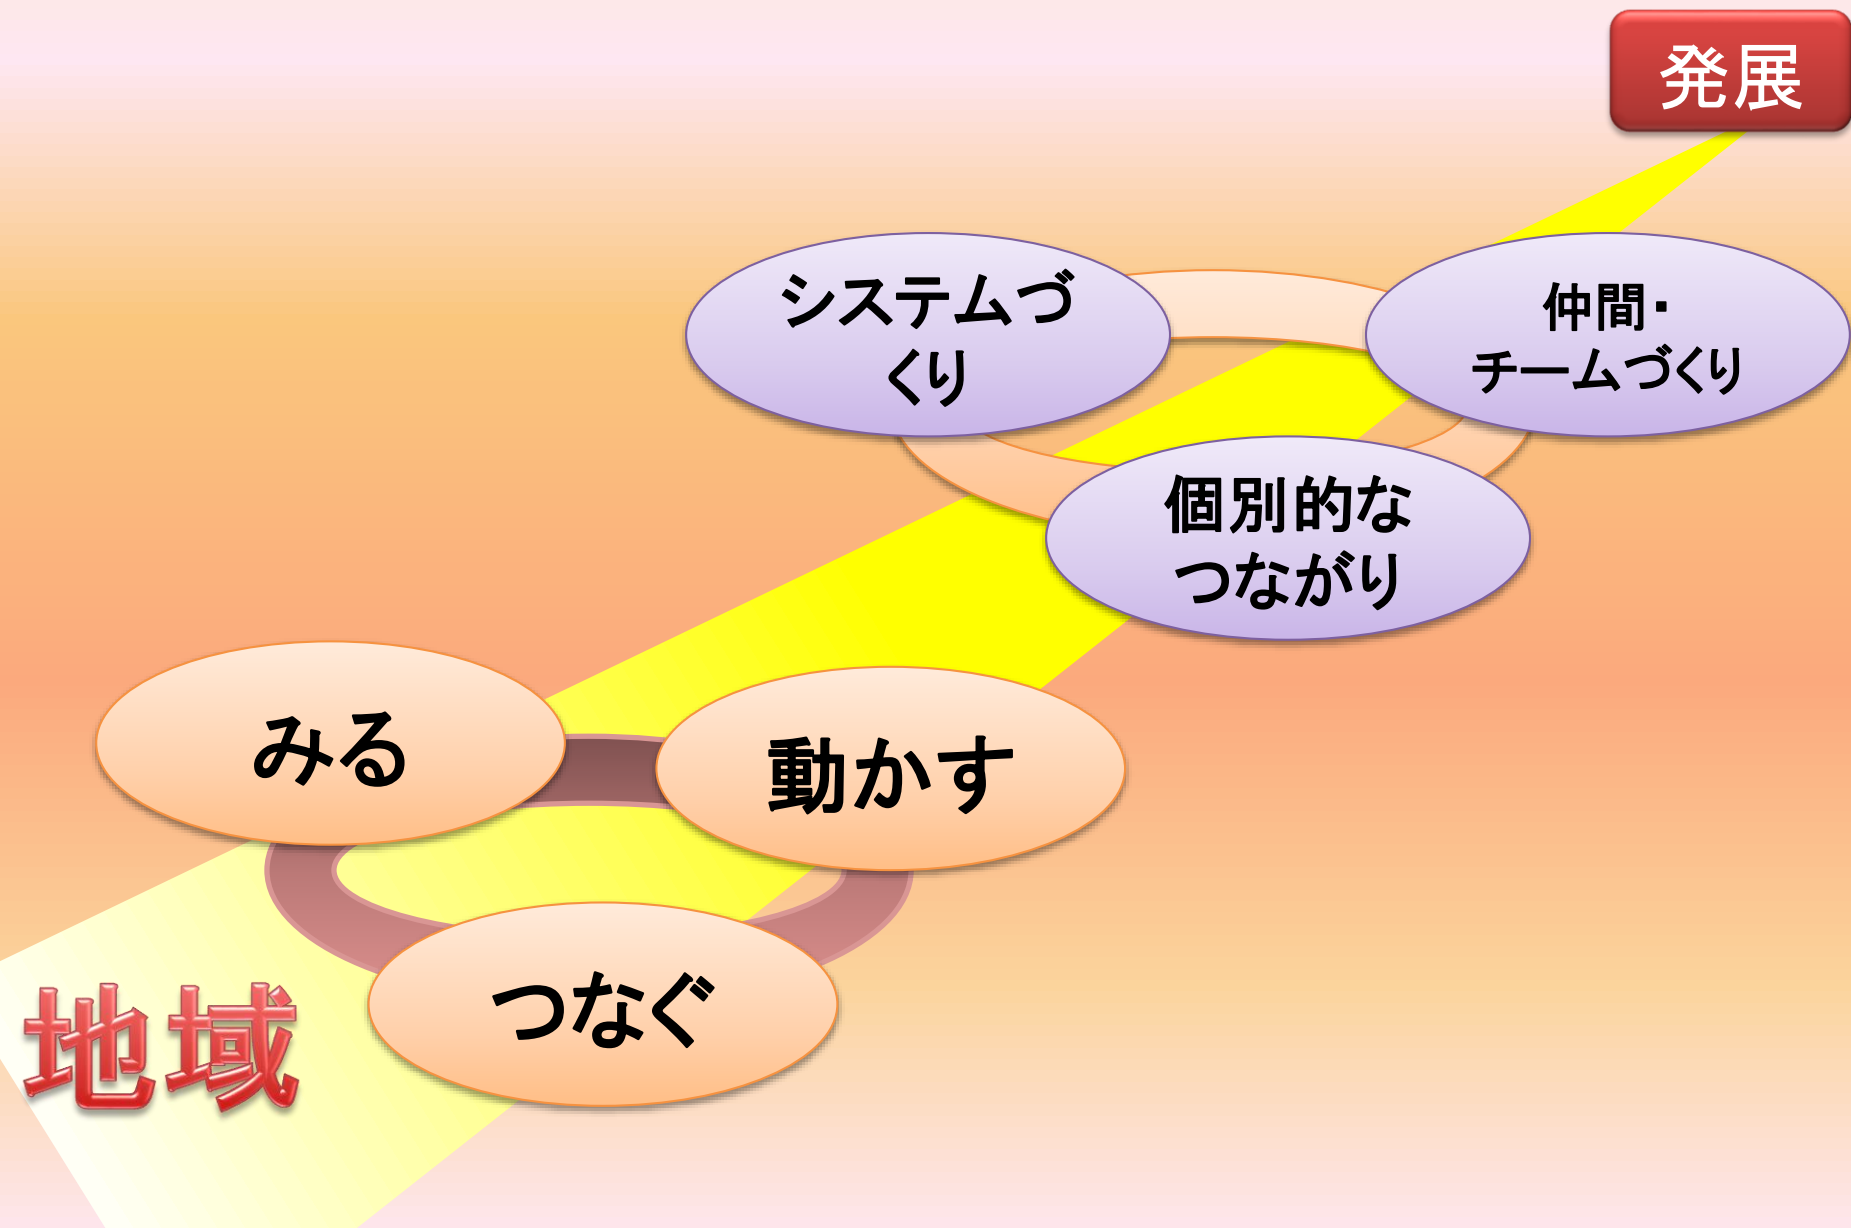 発展
システムづ
くり
仲間・
チームづくり
個別的な
つながり
みる
動かす
つなぐ
地域